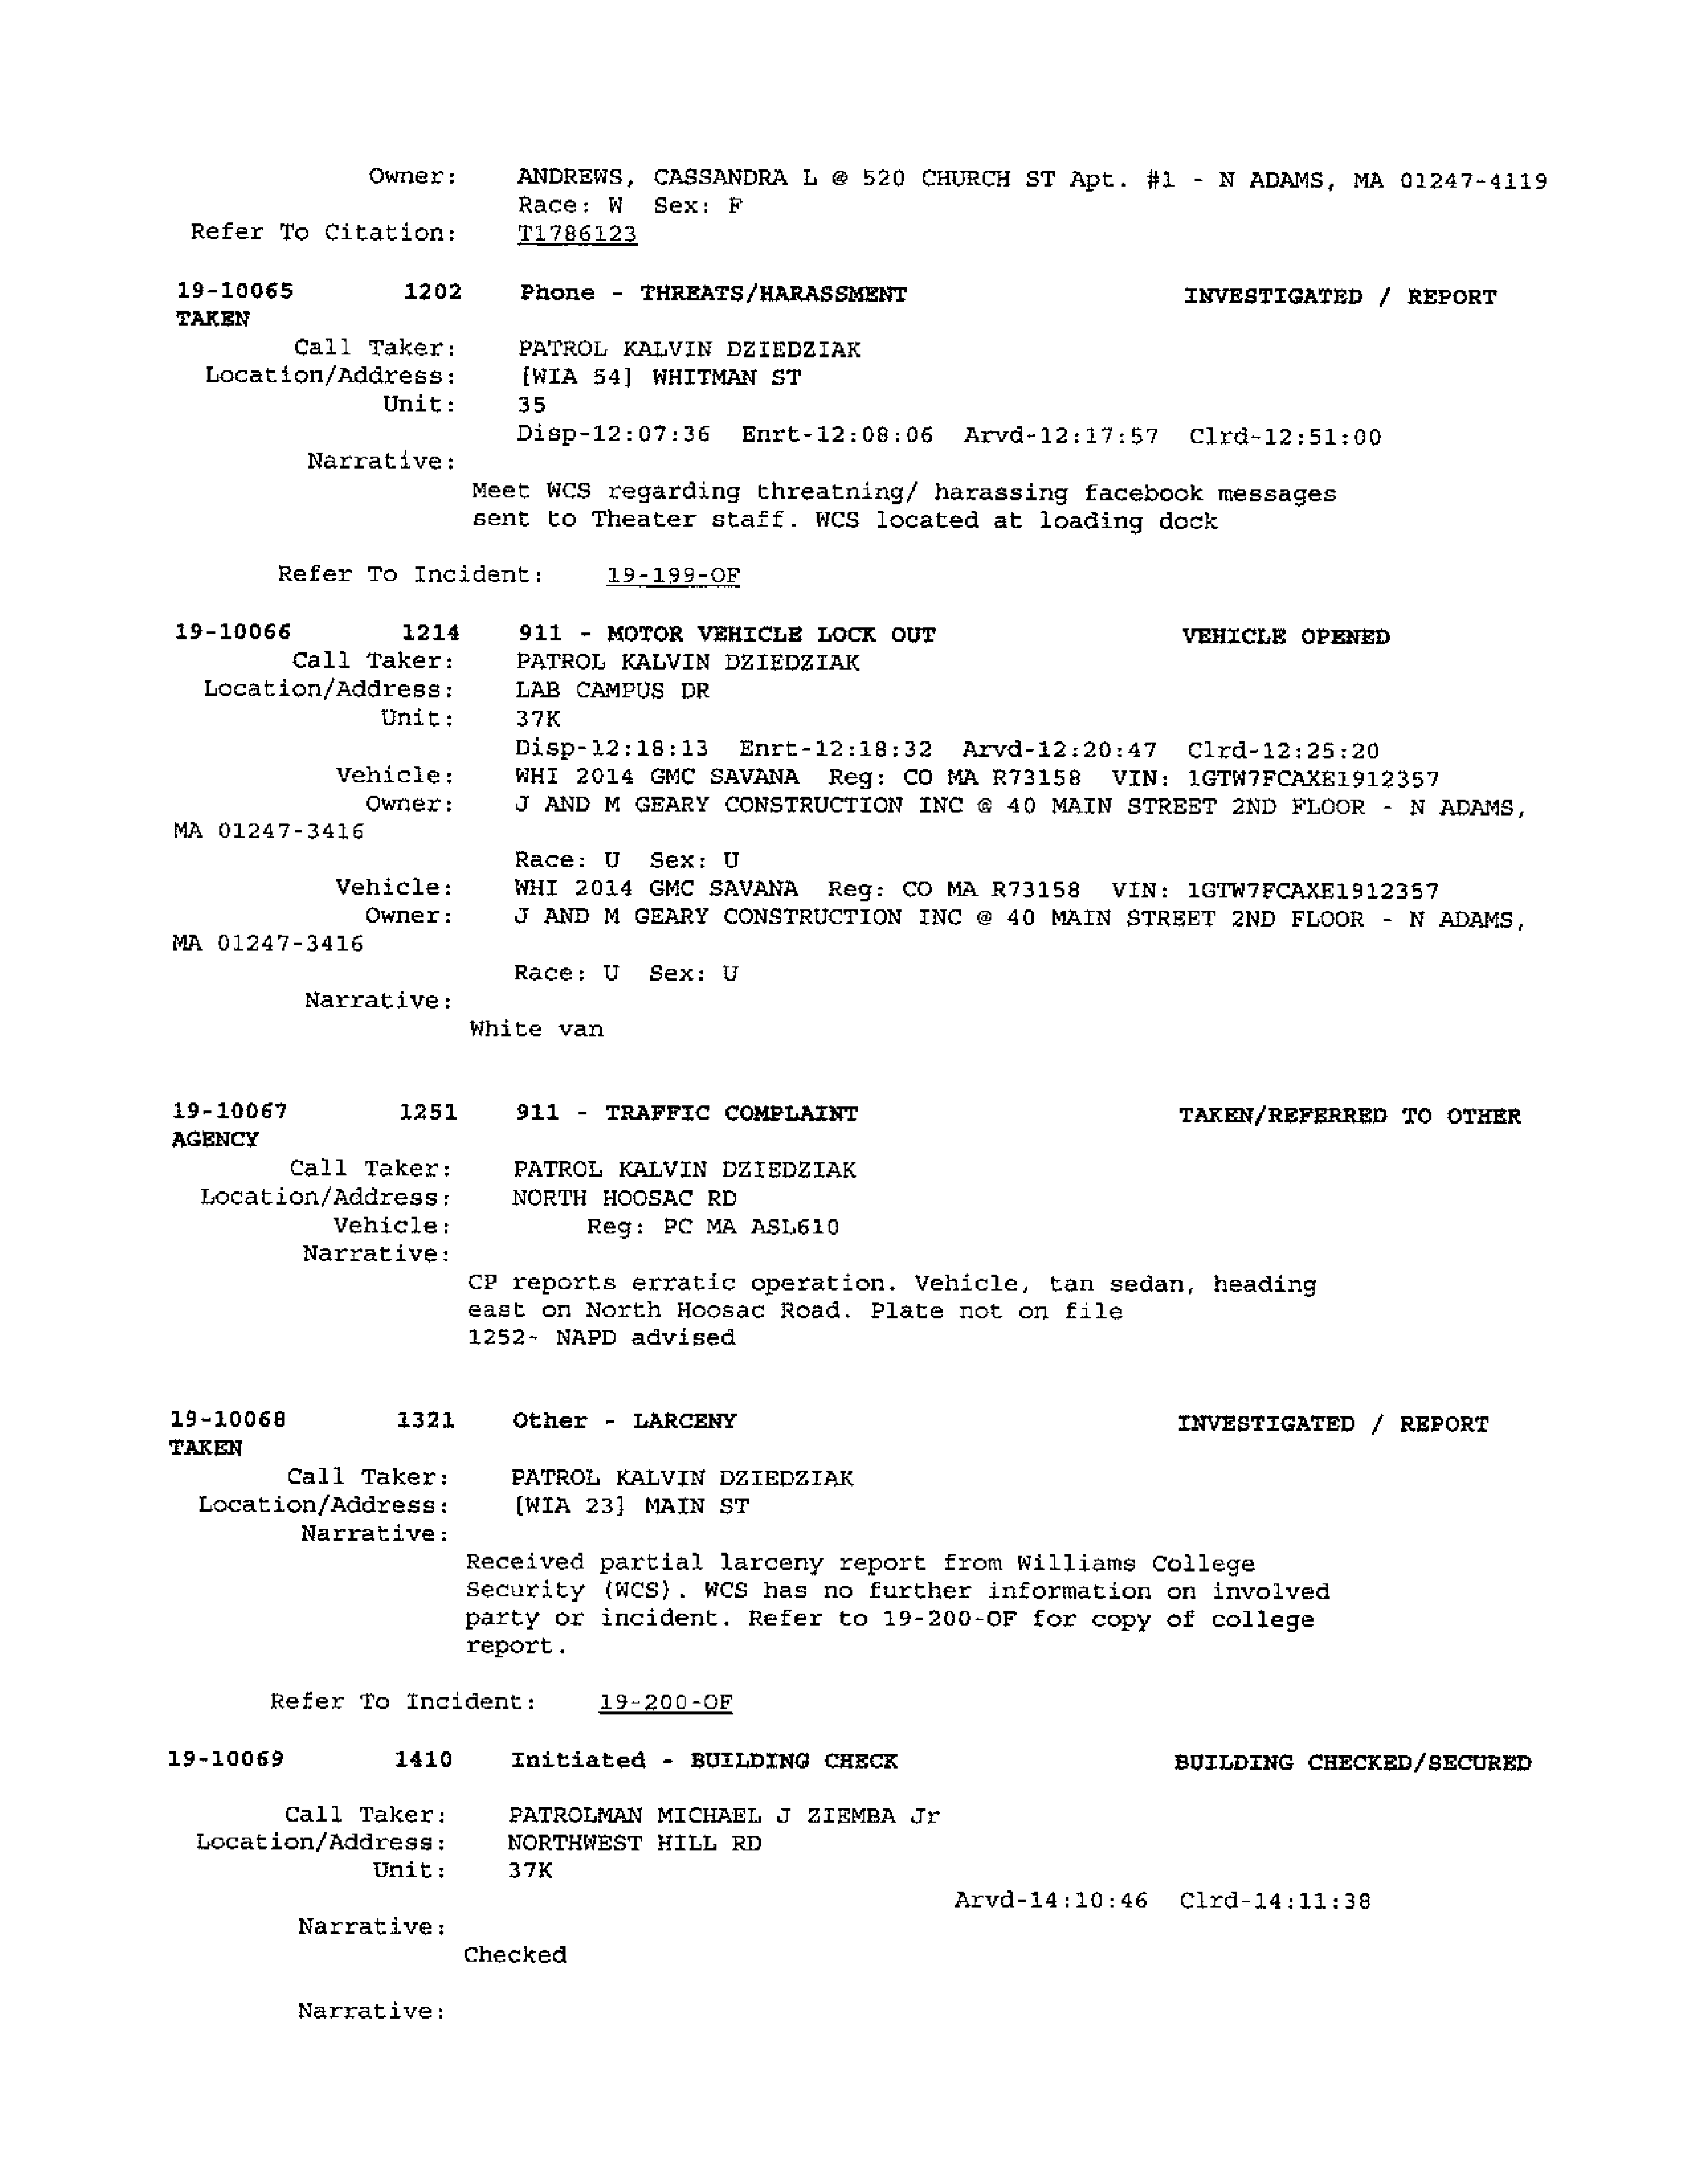 Owner: ANDREWS, CASSANDRA L @ 520 CHURCH ST Apt. #1 - N ADAMS, MA 01247-4119
Race: W Sex: F
Refer To Citation: T1786123
19-10065 1202 Phone - THREATS/HARASSMENT INVESTIGATED / REPORT
TAKEN
Call Taker: PATROL KALVIN DZIEDZIAK
Location/Address: [WIA 54] WHITMAN ST
Unit: 35
Disp-12:07:36 Enrt-12:08:06 Arvd-12:17:57 Clrd-12:51:00
Narrative:
Meet WCS regarding threatning/ harassing facebook messages
sent to Theater staff. WCS located at loading dock
Refer To Incident: 19-199-OF
19-10066 1214 911 - MOTOR VEHICLE LOCK OUT VEHICLE OPENED
Call Taker: PATROL KALVIN DZIEDZIAK
Location/Address: LAB CAMPUS DR
Unit: 37K
Disp-12:18:13 Enrt-12:18:32 Arvd-12:20:47 Clrd-12:25:20
Vehicle: WHI 2014 GMC SAVANA Reg: CO MA R73158 VIN: 1GTW7FCAXE1912357
Owner: J AND M GEARY CONSTRUCTION INC @ 40 MAIN STREET 2ND FLOOR - N ADAMS,
MA 01247-3416
Race: U Sex: U
Vehicle: WHI 2014 GMC SAVANA Reg: CO MA R73158 VIN: 1GTW7FCAXE1912357
Owner: J AND M GEARY CONSTRUCTION INC @ 40 MAIN STREET 2ND FLOOR - N ADAMS,
MA 01247-3416
Race: U Sex: U
Narrative:
White van
19-10067 1251 911 - TRAFFIC COMPLAINT TAKEN/REFERRED TO OTHER
AGENCY
Call Taker: PATROL KALVIN DZIEDZIAK
Location/Address: NORTH HOOSAC RD
Vehicle: Reg: PC MA ASL610
Narrative:
CP reports erratic operation. Vehicle, tan sedan, heading
east on North Hoosac Road. Plate not on file
1252- NAPD advised
19-10068 1321 Other - LARCENY INVESTIGATED / REPORT
TAKEN
Call Taker: PATROL KALVIN DZIEDZIAK
Location/Address: [WIA 23] MAIN ST
Narrative:
Received partial larceny report from Williams College
Security (WCS). WCS has no further information on involved
party or incident. Refer to 19-200-OF for copy of college
report.
Refer To Incident: 19-200-OF
19-10069 1410 Initiated - BUILDING CHECK BUILDING CHECKED/SECURED
Call Taker: PATROLMAN MICHAEL J ZIEMBA Jr
Location/Address: NORTHWEST HILL RD
Unit: 37K
Arvd-14:10:46 Clrd-14:11:38
Narrative:
Checked
Narrative: